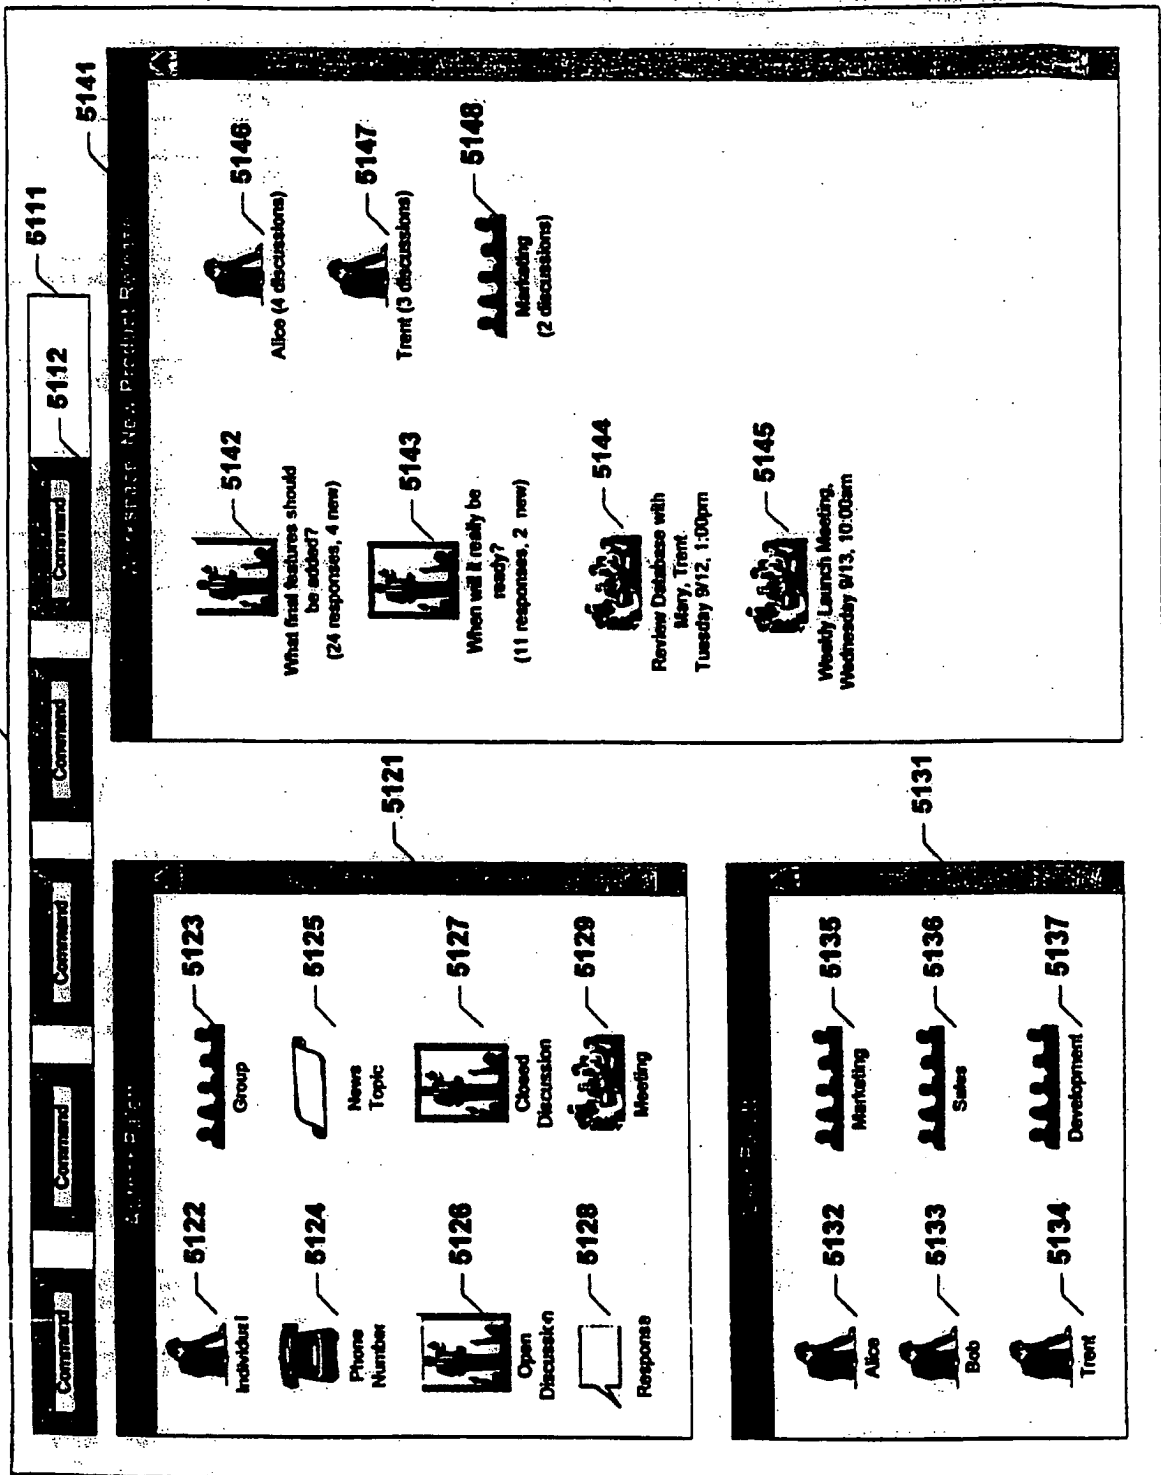 5111
Command
Command
Command
Command
Command
5112
5121
5122
Individual
5123
Group
5124
Phone
Number
5125
News
Topic
5126
Open
Discussion
5127
Closed
Discussion
5128
Response
5129
Meeting
5131
5132
Alice
5135
Marketing
5133
Bob
5136
Sales
5134
Trent
5137
Development
5141
New Product Release
5142
What final features should
be added?
(24 responses, 4 new)
5146
Alice (4 discussions)
5143
When will it really be
ready?
(11 responses, 2 new)
5147
Trent (3 discussions)
5148
Marketing
(2 discussions)
5144
Review Database with
Mary, Trent
Tuesday 9/12, 1:00pm
5145
Weekly Launch Meeting,
Wednesday 9/13, 10:00am